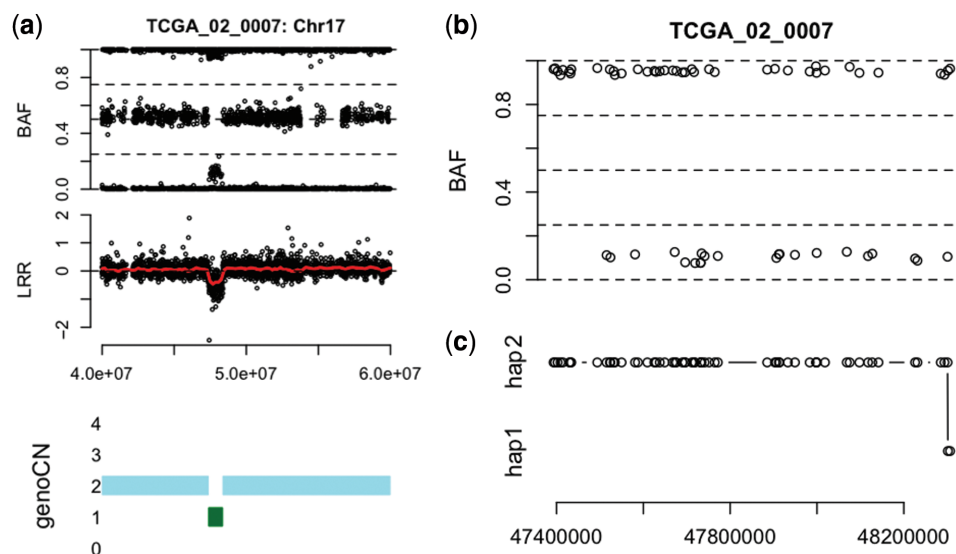 (a)
TCGA_02_0007: Chr17
BAF
0.8
0.4
0.0
LRR
2
1
0
−2
4.0e+07
5.0e+07
6.0e+07
genoCN
4
3
2
1
0
(b)
TCGA_02_0007
BAF
0.8
0.4
0.0
(c)
hap2
hap1
47400000
47800000
48200000